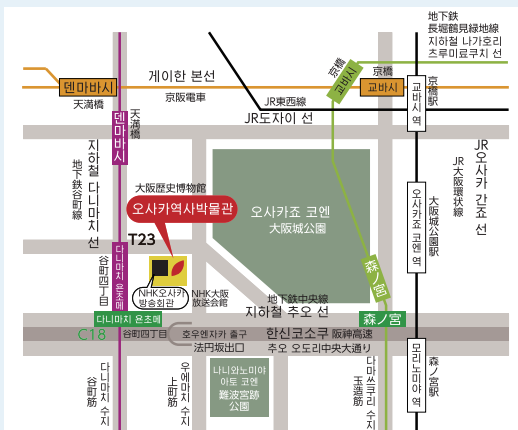 地下鉄
長堀鶴見緑地線
지하철 나가호리
츠루미료쿠치 선
京橋
교바시
京橋
교바시
교바시 역
京橋駅
게이한 본선
덴마바시
天満橋
京阪電車
JR東西線
JR도자이 선
덴마바시
天満橋
지하철 다니마치 선
地下鉄谷町線
大阪歴史博物館
오사카역사박물관
오사카죠 코엔
大阪城公園
JR오사카 간죠 선
JR大阪環状線
오사카죠 코엔 역
大阪城公園駅
T23
다니마치 욘초메
谷町四丁目
NHK오사카
방송회관
NHK大阪
放送会館
地下鉄中央線
지하철 추오 선
森ノ宮
森ノ宮
다니마치 욘초메
C18
谷町四丁目
호우엔자카 출구
法円坂出口
한신코소쿠 阪神高速
추오 오도리中央大通り
다니마치 수지
谷町筋
우에마치 수지
上町筋
나니와노미야
아토 코엔
難波宮跡
公園
다마쓰쿠리 수지
玉造筋
모리노미야 역
森ノ宮駅